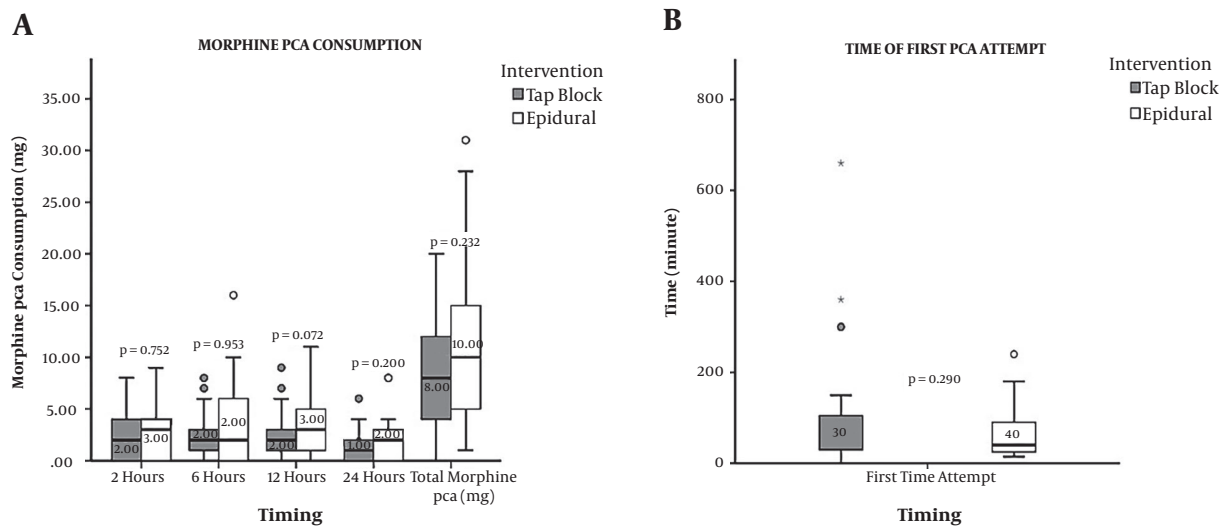 A
MORPHINE PCA CONSUMPTION
Intervention
Tap Block
Epidural
Morphine pca Consumption (mg)
35.00
30.00
25.00
20.00
15.00
10.00
5.00
.00
p = 0.752
p = 0.953
p = 0.072
p = 0.200
p = 0.232
2.00
3.00
2.00
2.00
2.00
3.00
1.00
2.00
8.00
10.00
2 Hours 6 Hours 12 Hours 24 Hours Total Morphine
pca (mg)
Timing
B
TIME OF FIRST PCA ATTEMPT
Intervention
Tap Block
Epidural
Time (minute)
800
600
400
200
0
p = 0.290
30
40
First Time Attempt
Timing